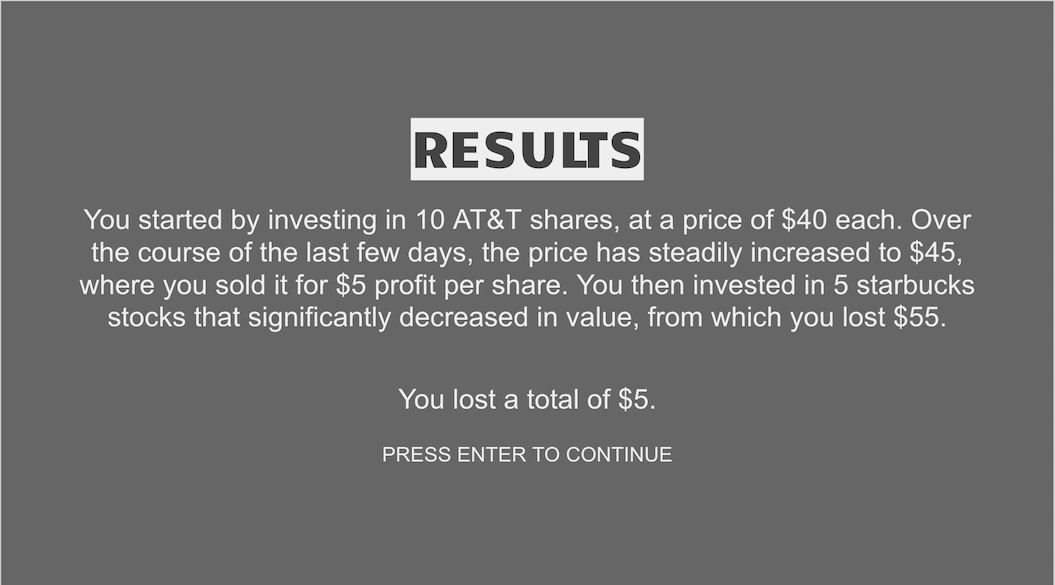 RESULTS
You started by investing in 10 AT&T shares, at a price of $40 each. Over
the course of the last few days, the price has steadily increased to $45,
where you sold it for $5 profit per share. You then invested in 5 starbucks
stocks that significantly decreased in value, from which you lost $55.
You lost a total of $5.
PRESS ENTER TO CONTINUE